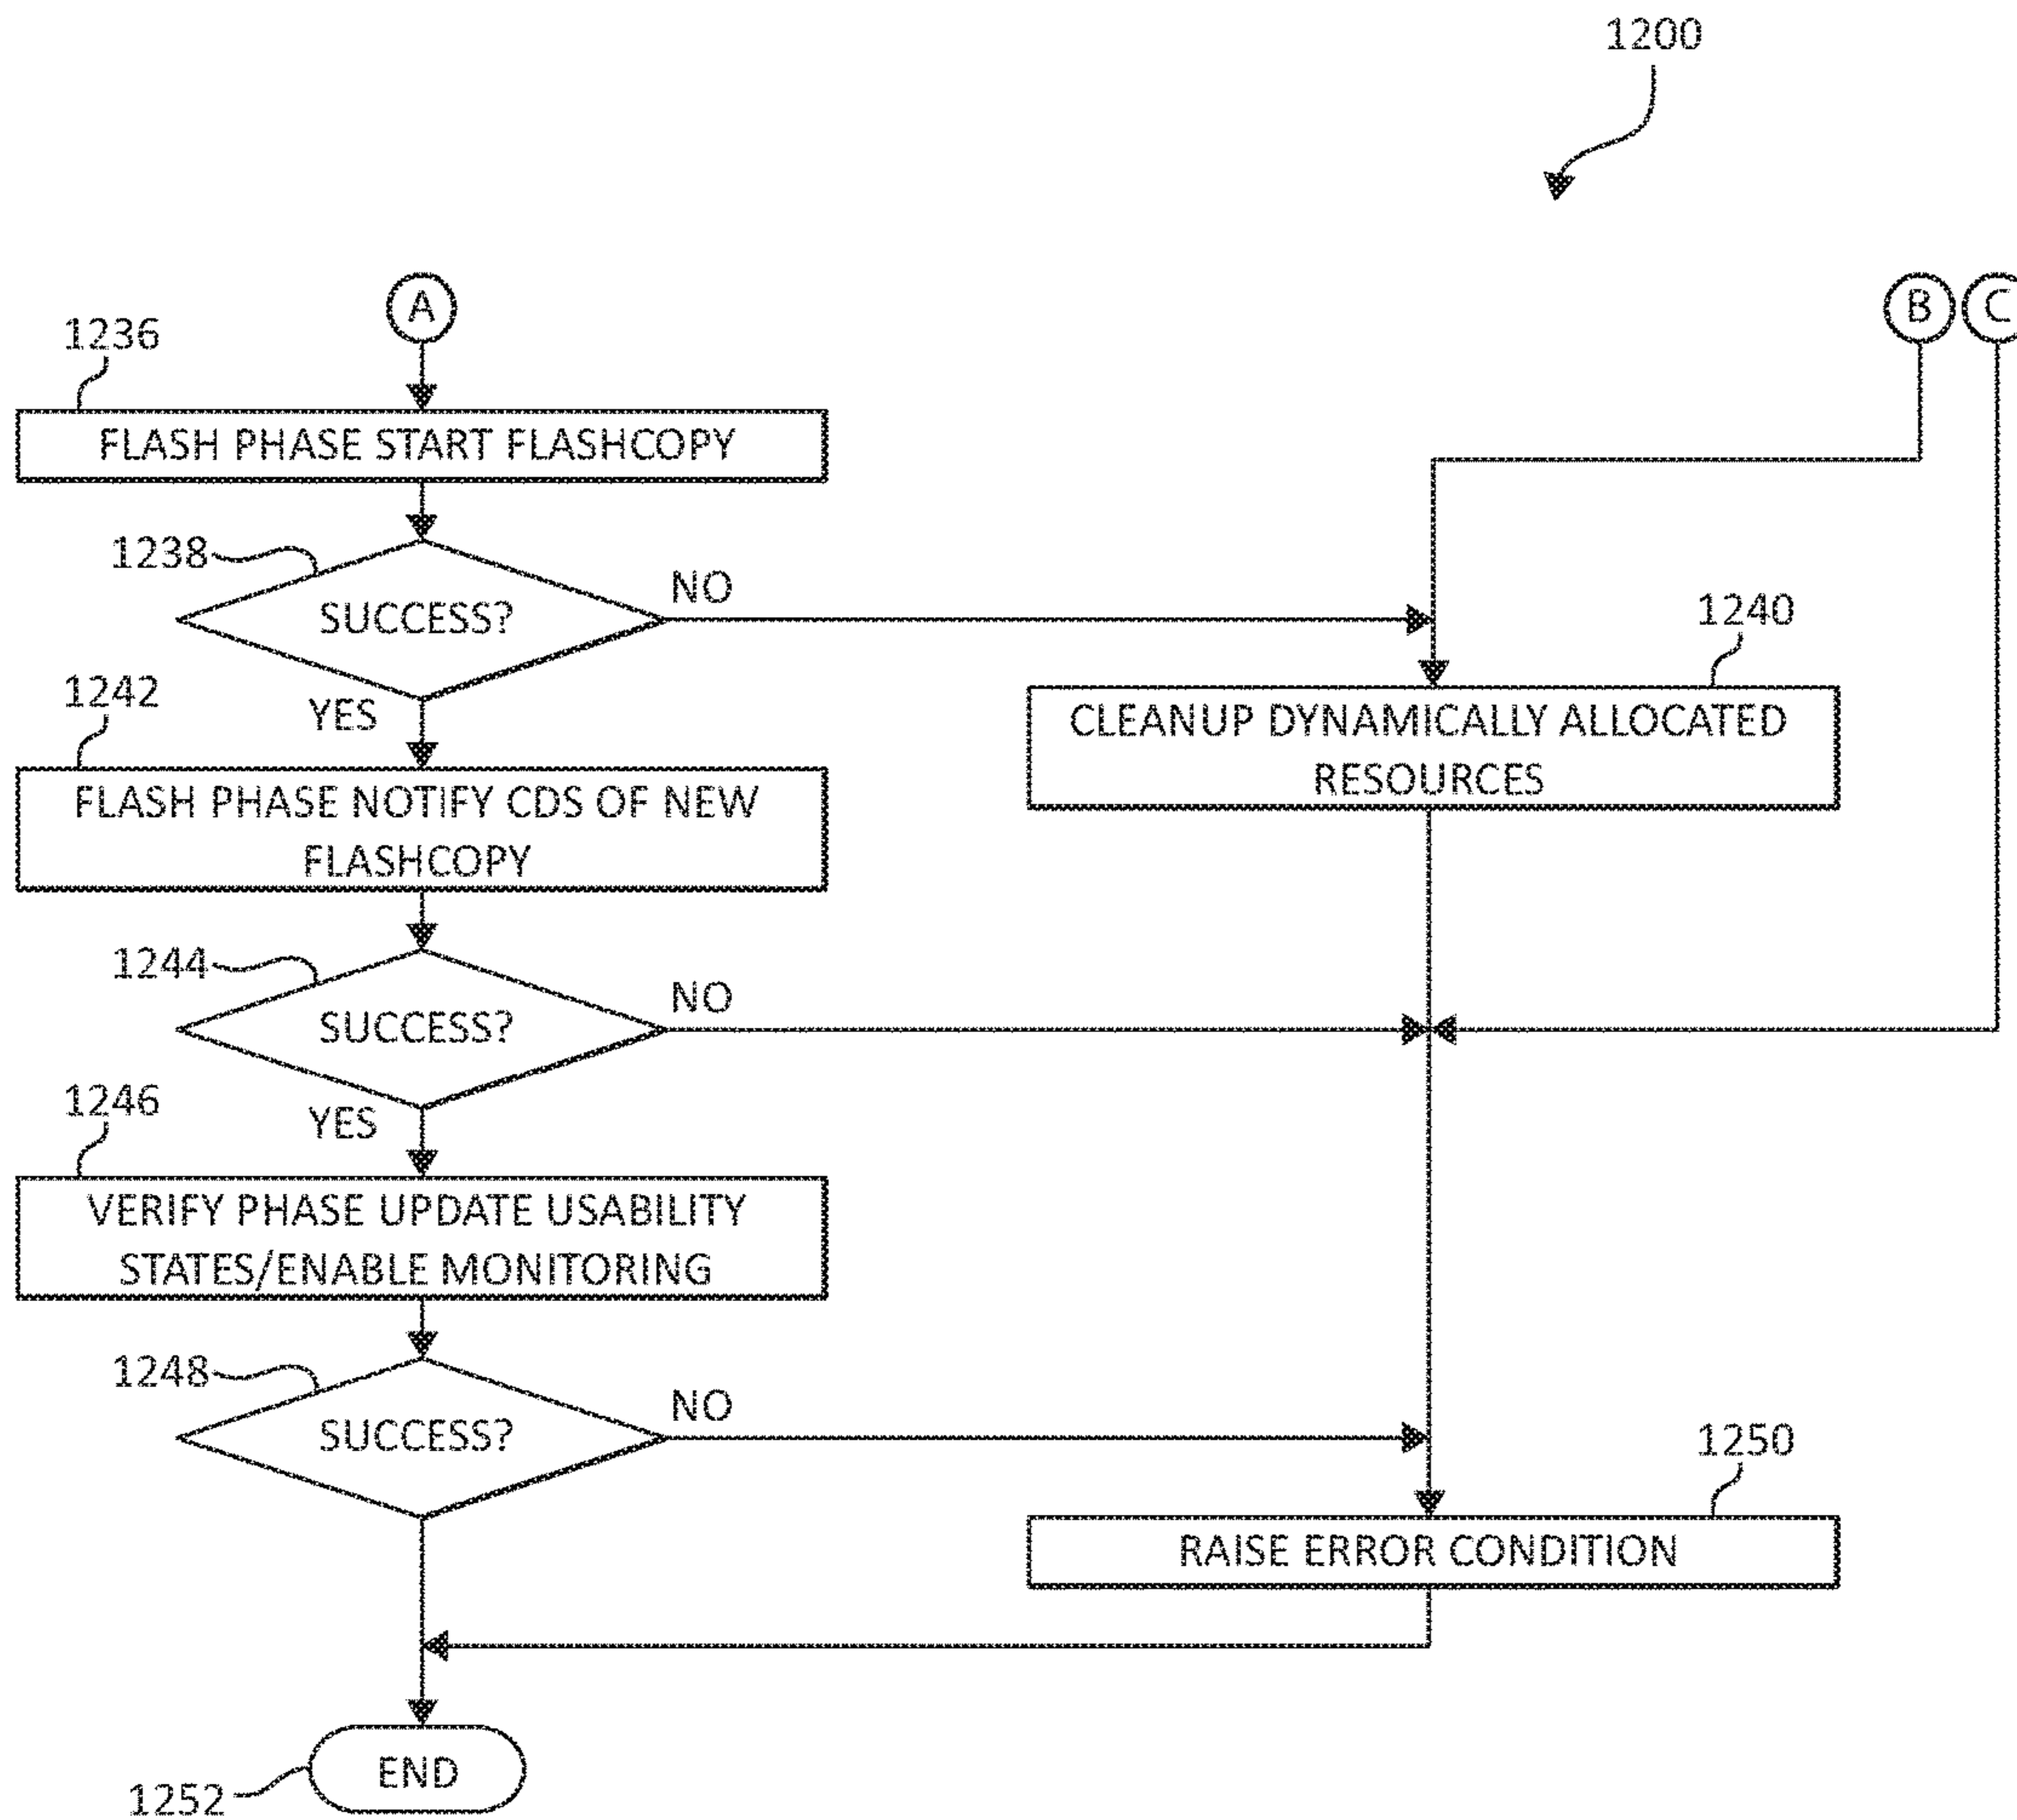 1200
A
B
C
1236
FLASH PHASE START FLASHCOPY
1238
SUCCESS?
NO
YES
1240
CLEANUP DYNAMICALLY ALLOCATED
RESOURCES
1242
FLASH PHASE NOTIFY CDS OF NEW
FLASHCOPY
1244
SUCCESS?
NO
YES
1246
VERIFY PHASE UPDATE USABILITY
STATES/ENABLE MONITORING
1248
SUCCESS?
NO
1250
RAISE ERROR CONDITION
END
1252